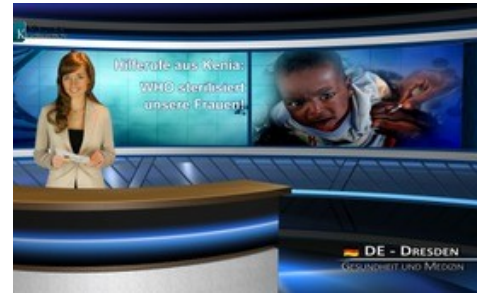 Hilferufe aus Kenia:
WHO sterilisiert
unsere Frauen!
DE - DRESDEN
GESUNDHEIT UND MEDIZIN